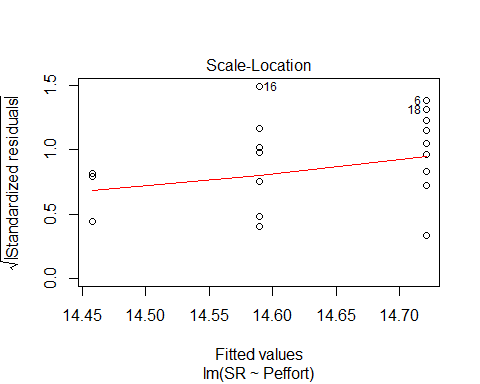 Scale-Location
√|Standardized residuals|
1.5
1.0
0.5
0.0
16
6
18
14.45 14.50 14.55 14.60 14.65 14.70
Fitted values
lm(SR ~ Peffort)